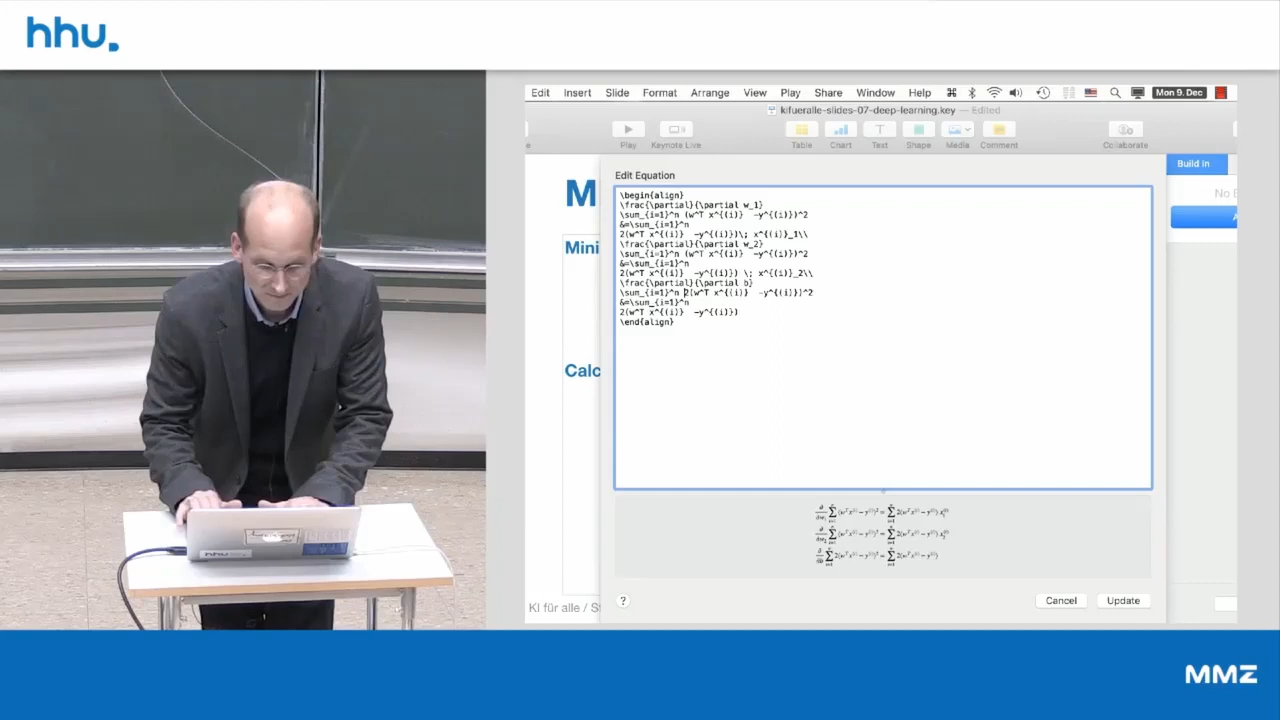 hhu.
Edit Insert Slide Format Arrange View Play Share Window Help Mon 9. Dec
kifueralle-slides-07-deep-learning.key — Edited
Play Keynote Live Table Chart Text Shape Media Comment Collaborate
Build In
Edit Equation
\begin{align}
\frac{\partial}{\partial w_1}
\sum_{i=1}^n (w^T x^{(i)} -y^{(i)})^2
&=\sum_{i=1}^n
2(w^T x^{(i)} -y^{(i)})\; x^{(i)}_1\\
\frac{\partial}{\partial w_2}
\sum_{i=1}^n (w^T x^{(i)} -y^{(i)})^2
&=\sum_{i=1}^n
2(w^T x^{(i)} -y^{(i)}) \; x^{(i)}_2\\
\frac{\partial}{\partial b}
\sum_{i=1}^n 2(w^T x^{(i)} -y^{(i)})^2
&=\sum_{i=1}^n
2(w^T x^{(i)} -y^{(i)})
\end{align}
M
Mini
Calc
KI für alle / St
? Cancel Update
hhu
MMZ